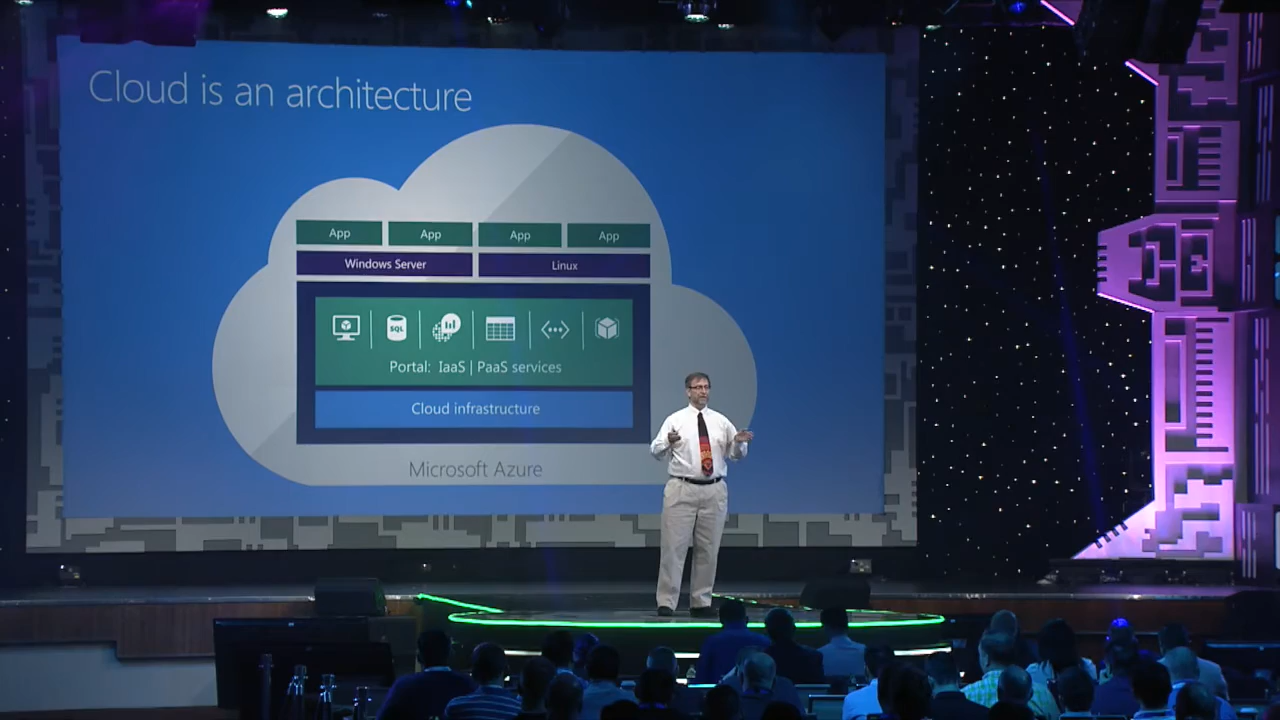 Cloud is an architecture
App App App App
Windows Server Linux
SQL
Portal: IaaS | PaaS services
Cloud infrastructure
Microsoft Azure